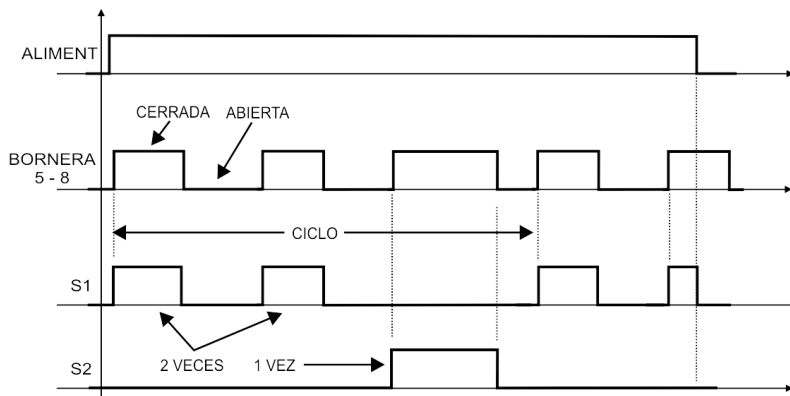 ALIMENT
CERRADA
ABIERTA
BORNERA
5 - 8
CICLO
S1
2 VECES
1 VEZ
S2